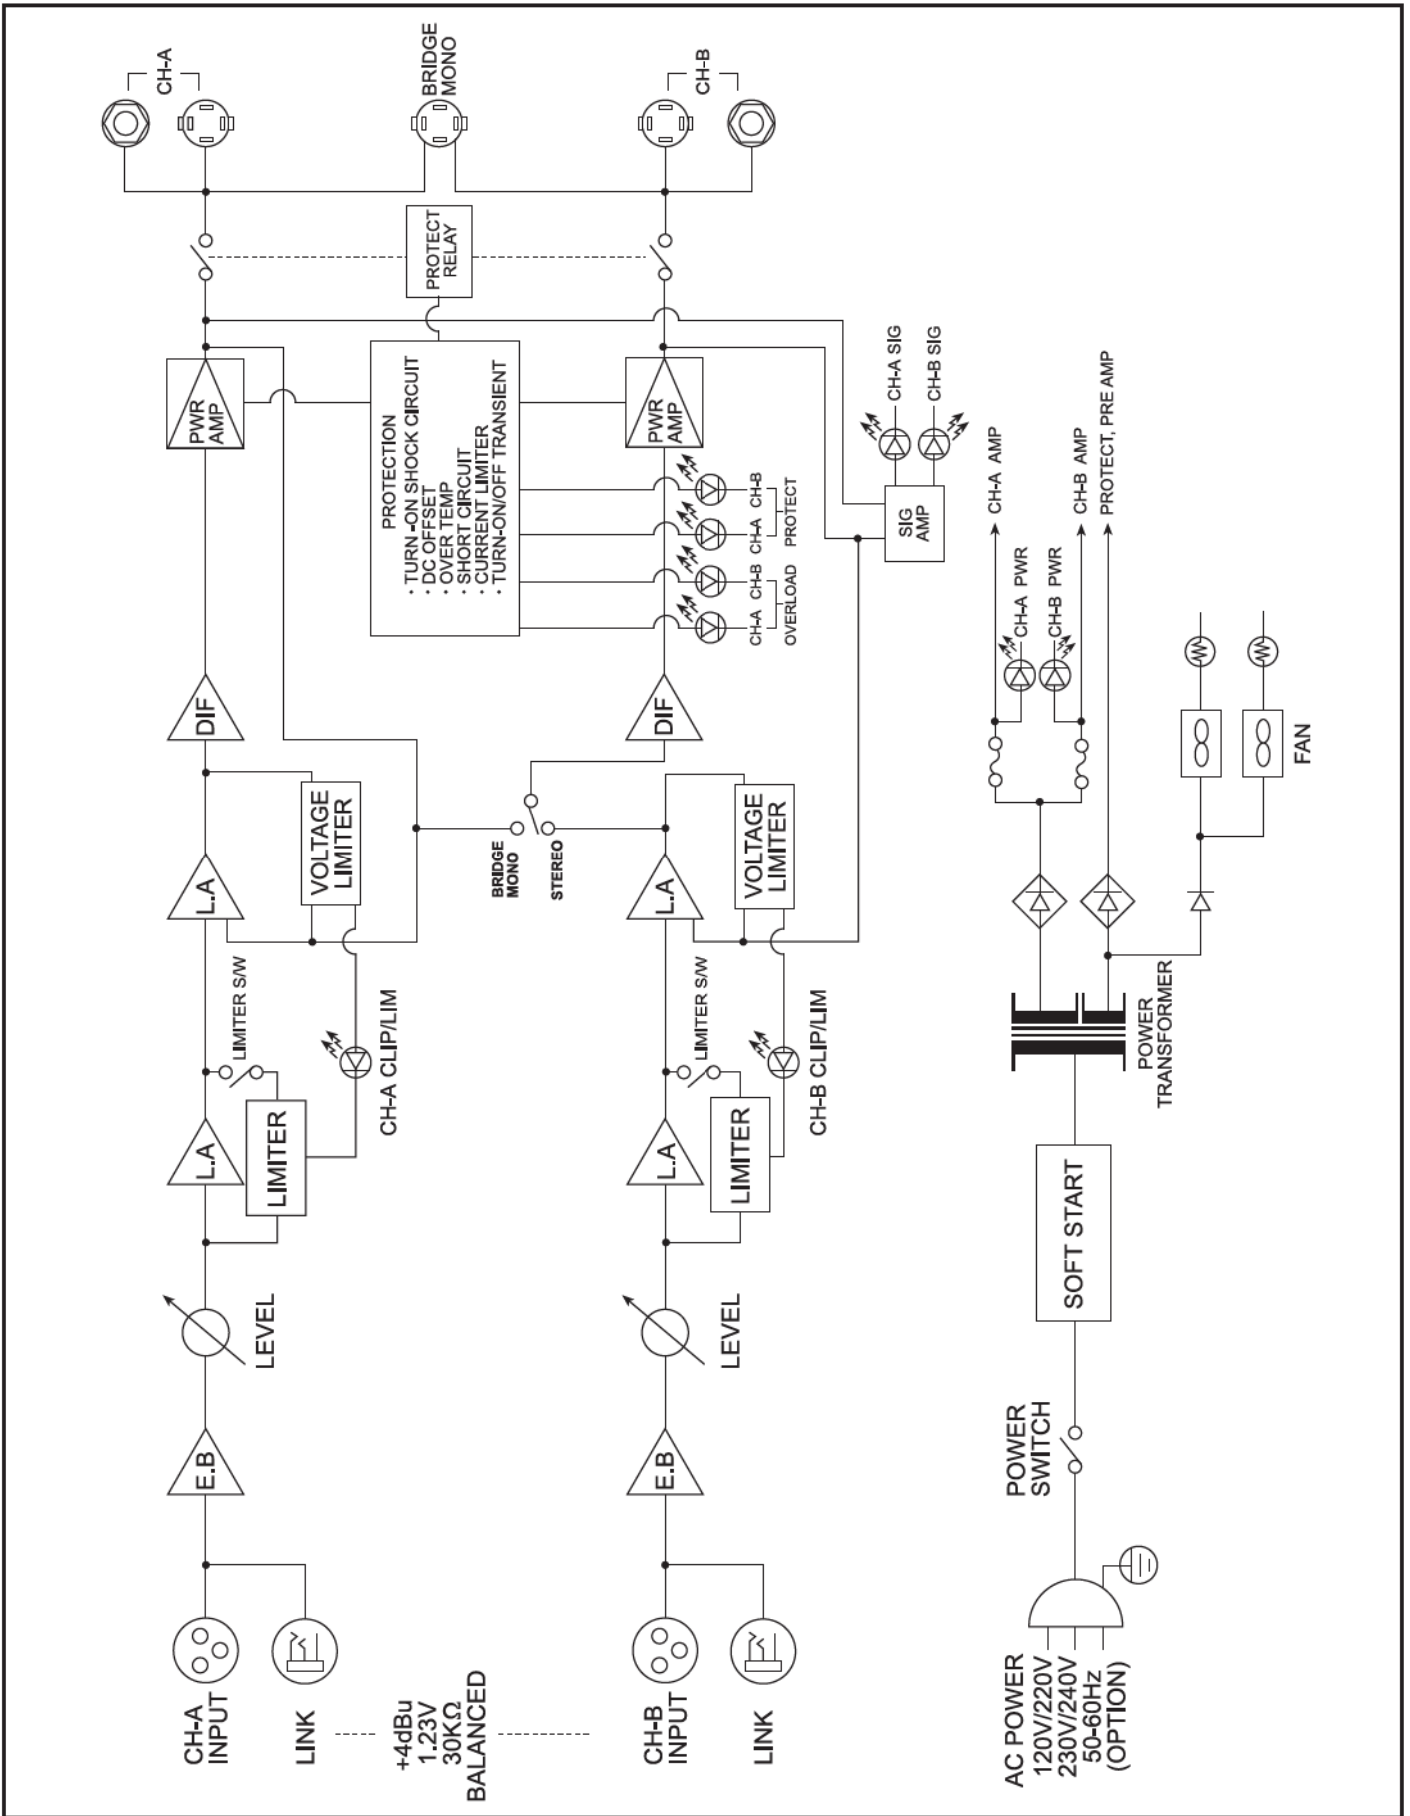 CH-A
INPUT
LINK
+4dBu
1.23V
30KΩ
BALANCED
CH-B
INPUT
LINK
E.B
LEVEL
L.A
LIMITER
LIMITER S/W
CH-A CLIP/LIM
L.A
VOLTAGE
LIMITER
DIF
PWR
AMP
CH-A
BRIDGE
MONO
CH-B
PROTECT
RELAY
PROTECTION
· TURN -ON SHOCK CIRCUIT
· DC OFFSET
· OVER TEMP
· SHORT CIRCUIT
· CURRENT LIMITER
· TURN-ON/OFF TRANSIENT
BRIDGE
MONO
STEREO
E.B
LEVEL
L.A
LIMITER
LIMITER S/W
CH-B CLIP/LIM
L.A
VOLTAGE
LIMITER
DIF
PWR
AMP
CH-A CH-B
OVERLOAD
CH-A CH-B
PROTECT
SIG
AMP
CH-A SIG
CH-B SIG
AC POWER
120V/220V
230V/240V
50-60Hz
(OPTION)
POWER
SWITCH
SOFT START
POWER
TRANSFORMER
CH-A PWR
CH-B PWR
CH-A AMP
CH-B AMP
PROTECT, PRE AMP
FAN